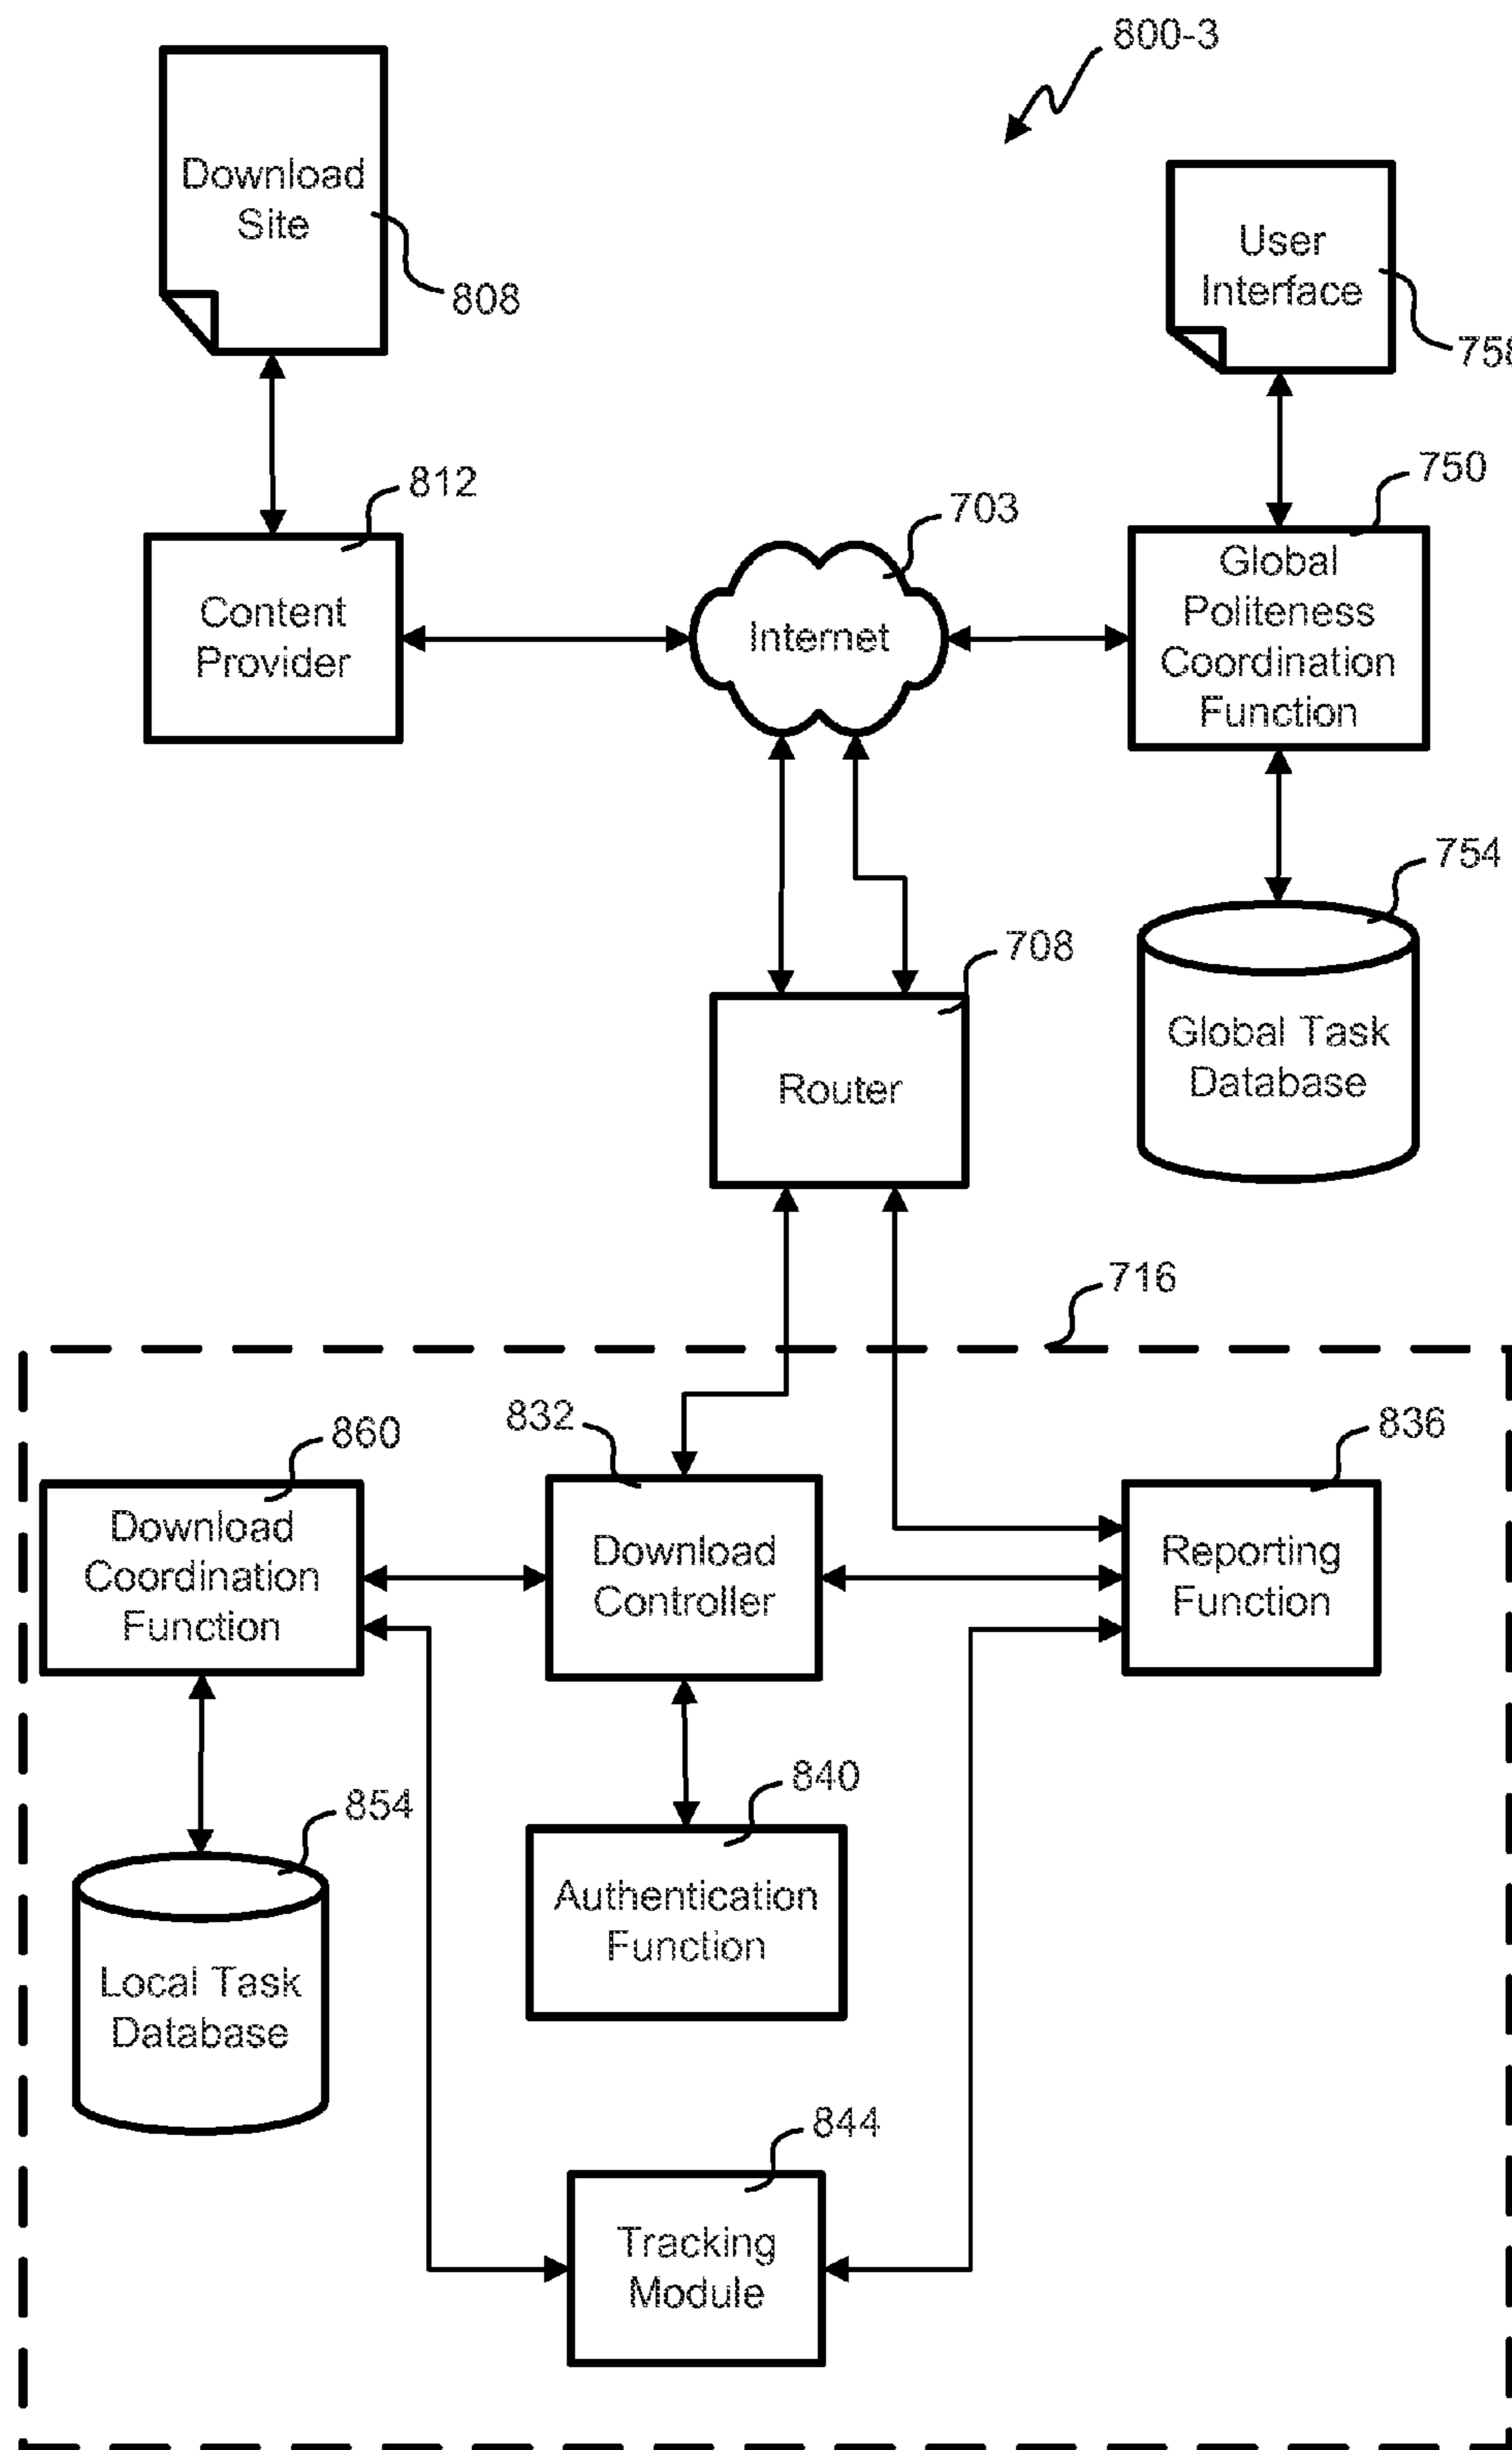 800-3
Download
Site
808
User
Interface
812
750
703
Content
Provider
Internet
Global
Politeness
Coordination
Function
754
708
Global Task
Database
Router
716
860
832
836
Download
Coordination
Function
Download
Controller
Reporting
Function
840
854
Authentication
Function
Local Task
Database
844
Tracking
Module